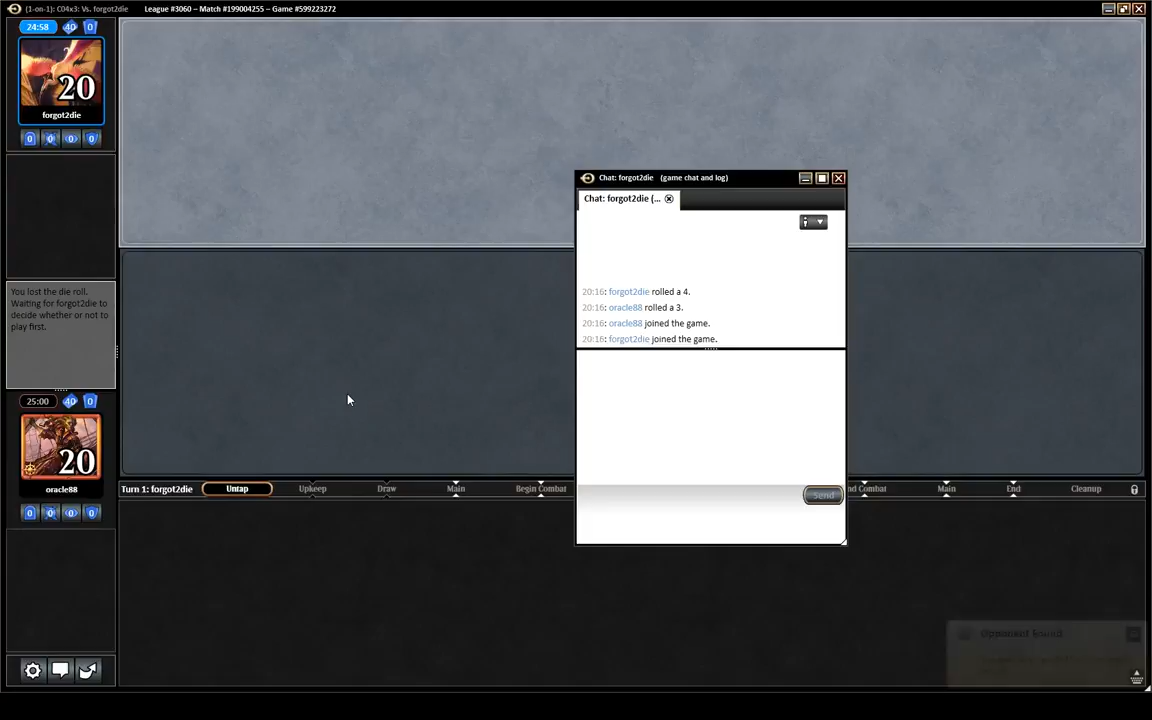 (1-on-1): C04x3: Vs. forgot2die
League #3060 – Match #199004255 – Game #599223272
24:58
40
0
20
forgot2die
0
0
0
0
Chat: forgot2die (game chat and log)
Chat: forgot2die (...
20:16: forgot2die rolled a 4.
20:16: oracle88 rolled a 3.
20:16: oracle88 joined the game.
20:16: forgot2die joined the game.
Send
You lost the die roll.
Waiting for forgot2die to
decide whether or not to
play first.
25:00
40
0
20
oracle88
0
0
0
0
Turn 1: forgot2die
Untap
Upkeep
Draw
Main
Begin Combat
nd Combat
Main
End
Cleanup
Opponent Found